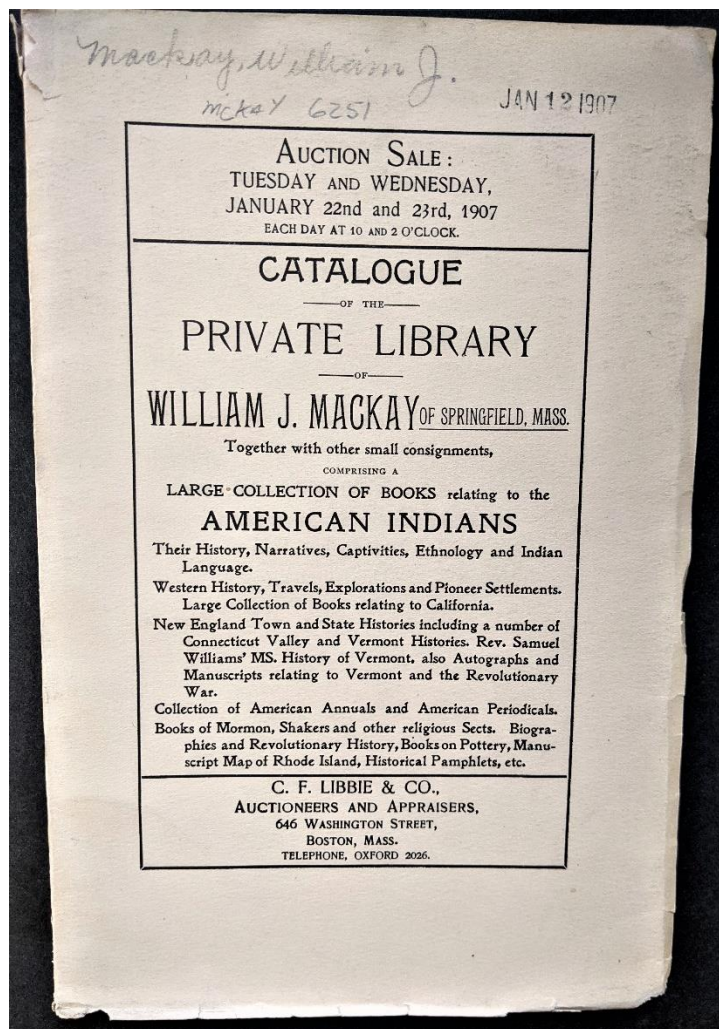 Mackay, William J.
McKay 6251
JAN 12 1907
AUCTION SALE:
TUESDAY AND WEDNESDAY,
JANUARY 22nd and 23rd, 1907
EACH DAY AT 10 AND 2 O'CLOCK.
CATALOGUE
OF THE
PRIVATE LIBRARY
OF
WILLIAM J. MACKAY OF SPRINGFIELD, MASS.
Together with other small consignments,
COMPRISING A
LARGE COLLECTION OF BOOKS relating to the
AMERICAN INDIANS
Their History, Narratives, Captivities, Ethnology and Indian
Language.
Western History, Travels, Explorations and Pioneer Settlements.
Large Collection of Books relating to California.
New England Town and State Histories including a number of
Connecticut Valley and Vermont Histories. Rev. Samuel
Williams' MS. History of Vermont, also Autographs and
Manuscripts relating to Vermont and the Revolutionary
War.
Collection of American Annuals and American Periodicals.
Books of Mormon, Shakers and other religious Sects. Biogra-
phies and Revolutionary History, Books on Pottery, Manu-
script Map of Rhode Island, Historical Pamphlets, etc.
C. F. LIBBIE & CO.,
AUCTIONEERS AND APPRAISERS,
646 WASHINGTON STREET,
BOSTON, MASS.
TELEPHONE, OXFORD 2026.